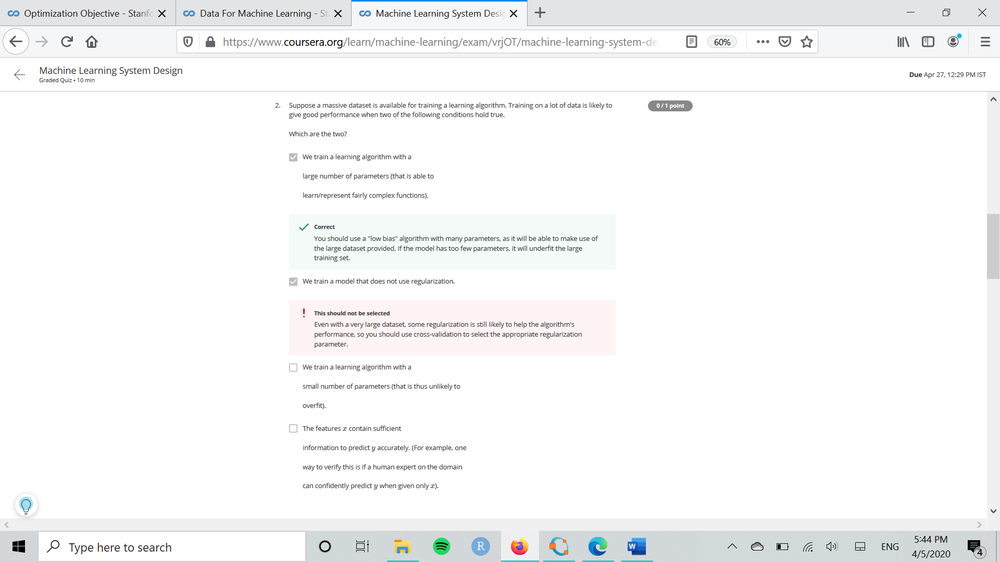 Optimization Objective - Stanfo
Data For Machine Learning - St
Machine Learning System Desig
https://www.coursera.org/learn/machine-learning/exam/vrjOT/machine-learning-system-de
60%
Machine Learning System Design
Graded Quiz • 10 min
Due Apr 27, 12:29 PM IST
2. Suppose a massive dataset is available for training a learning algorithm. Training on a lot of data is likely to
give good performance when two of the following conditions hold true.
0 / 1 point
Which are the two?
We train a learning algorithm with a
large number of parameters (that is able to
learn/represent fairly complex functions).
Correct
You should use a "low bias" algorithm with many parameters, as it will be able to make use of
the large dataset provided. If the model has too few parameters, it will underfit the large
training set.
We train a model that does not use regularization.
! This should not be selected
Even with a very large dataset, some regularization is still likely to help the algorithm's
performance, so you should use cross-validation to select the appropriate regularization
parameter.
We train a learning algorithm with a
small number of parameters (that is thus unlikely to
overfit).
The features x contain sufficient
information to predict y accurately. (For example, one
way to verify this is if a human expert on the domain
can confidently predict y when given only x).
Type here to search
R
W
ENG
5:44 PM
4/5/2020
4